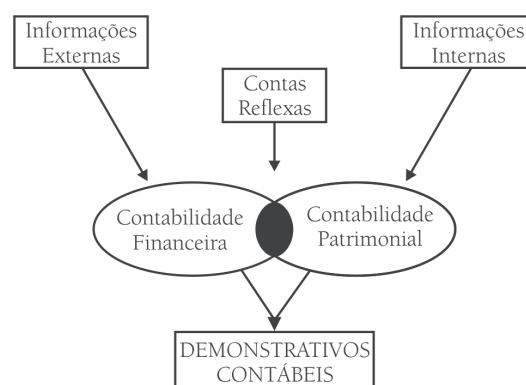 Informações
Externas
Informações
Internas
Contas
Reflexas
Contabilidade
Financeira
Contabilidade
Patrimonial
DEMONSTRATIVOS
CONTÁBEIS